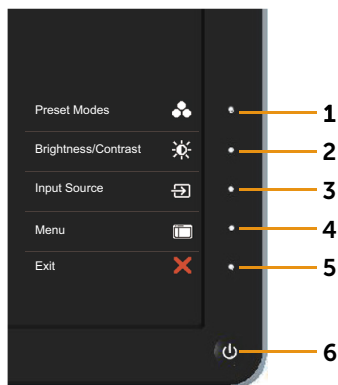 Preset Modes 1
Brightness/Contrast 2
Input Source 3
Menu 4
Exit 5
6